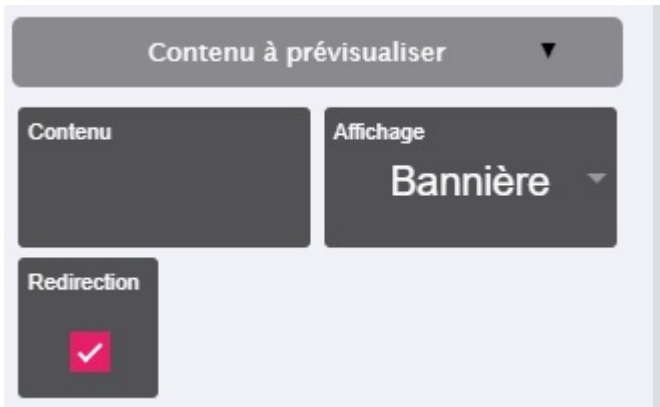 Contenu à prévisualiser
Contenu
Affichage
Bannière
Redirection